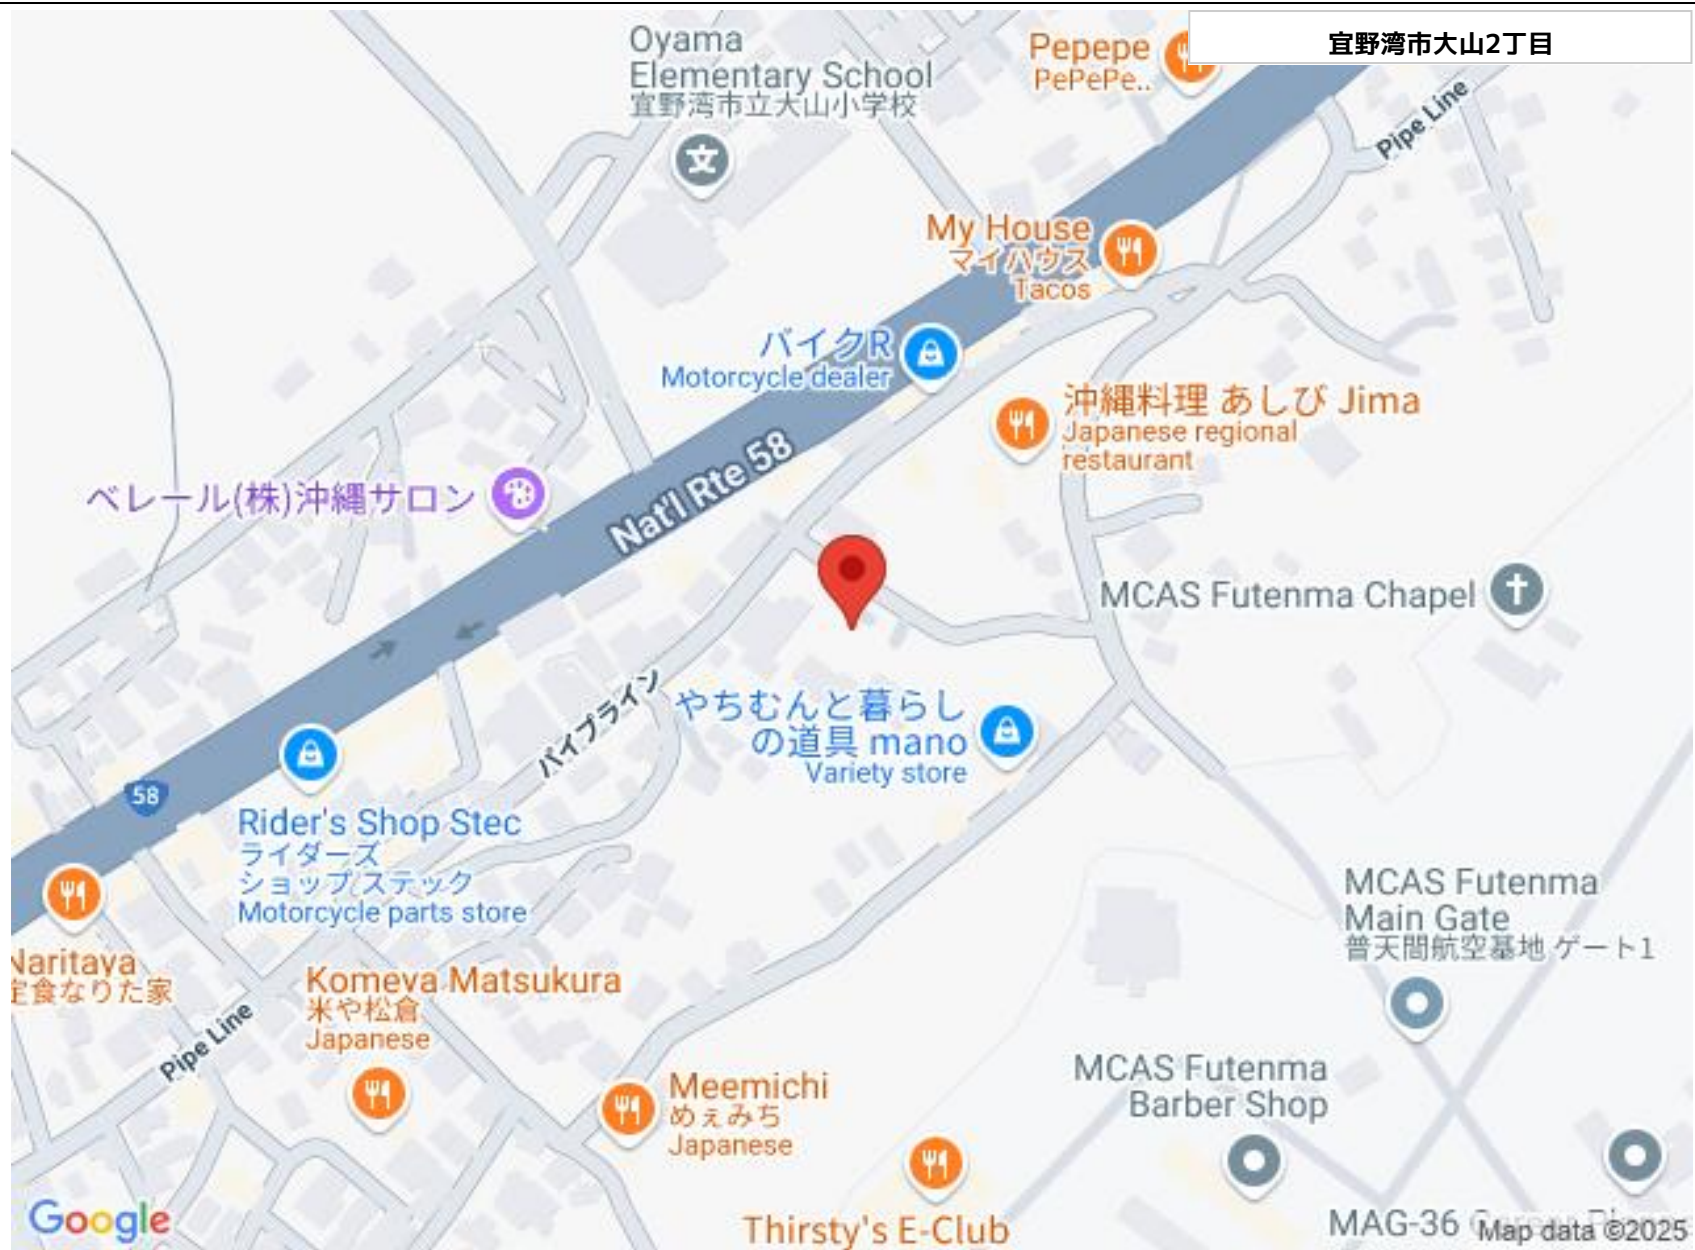 宜野湾市大山2丁目
Oyama
Elementary School
宜野湾市立大山小学校
Pepepe
PePePe..
Pipe Line
My House
マイハウス
Tacos
バイクR
Motorcycle dealer
沖縄料理 あしび Jima
Japanese regional
restaurant
Nat'l Rte 58
ベレール(株)沖縄サロン
MCAS Futenma Chapel
パイプライン
やちむんと暮らし
の道具 mano
Variety store
58
Rider's Shop Stec
ライダーズ
ショップステック
Motorcycle parts store
MCAS Futenma
Main Gate
普天間航空基地 ゲート1
Naritaya
定食なりた家
Komeya Matsukura
米や松倉
Japanese
Pipe Line
MCAS Futenma
Barber Shop
Meemichi
めぇみち
Japanese
Thirsty's E-Club
MAG-36
Google
Map data ©2025